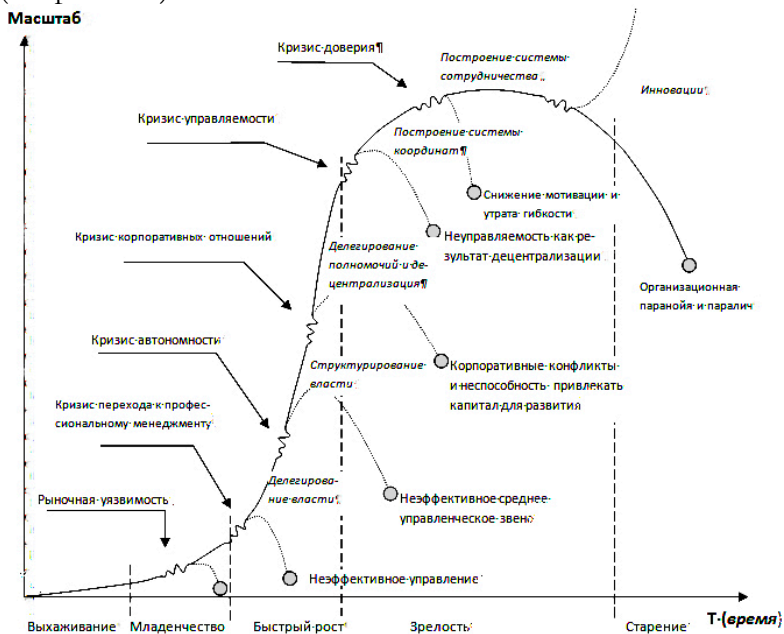 Масштаб
Кризис доверия¶
Построение системы
сотрудничества
Инновации
Кризис управляемости
Построение системы
координат¶
Снижение мотивации и
утрата гибкости
Кризис корпоративных отношений
Делегирование
полномочий и де-
централизация¶
Неуправляемость как ре-
зультат децентрализации
Организационная
паранойя и паралич
Кризис автономности
Структурирование
власти
Корпоративные конфликты
и неспособность привлекать
капитал для развития
Кризис перехода к профес-
сиональному менеджменту
Рыночная уязвимость
Делегирова-
ние власти
Неэффективное среднее
управленческое звено
Неэффективное управление
T (время)
Выхаживание
Младенчество
Быстрый рост
Зрелость
Старение